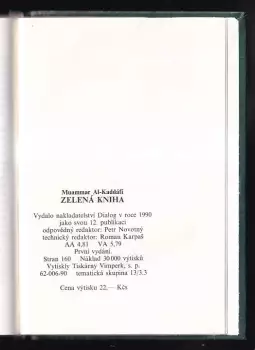 Muammar Al-Kaddáfí
ZELENÁ KNIHA
Vydalo nakladatelství Dialog v roce 1990
jako svou 12. publikaci
odpovědný redaktor: Petr Novotný
technický redaktor: Roman Karpaš
AA 4,81 VA 5,79
První vydání.
Stran 160 Náklad 30 000 výtisků
Vytiskly Tiskárny Vimperk, s. p.
62-006-90 tematická skupina 13/3,3
Cena výtisku 22,— Kčs